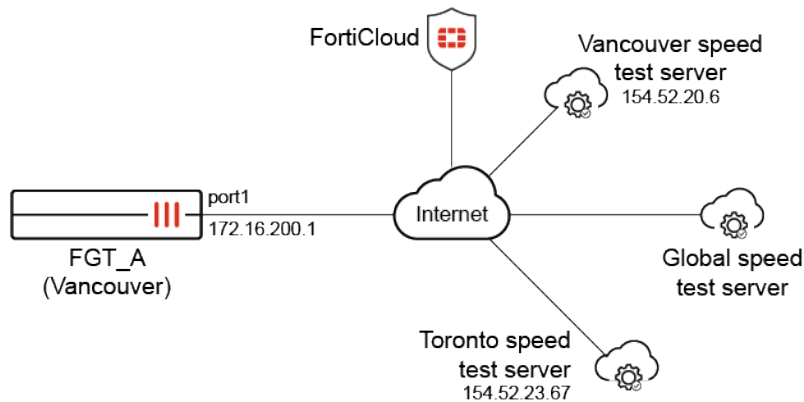 FortiCloud
Vancouver speed
test server
154.52.20.6
port1
172.16.200.1
Internet
FGT_A
(Vancouver)
Global speed
test server
Toronto speed
test server
154.52.23.67